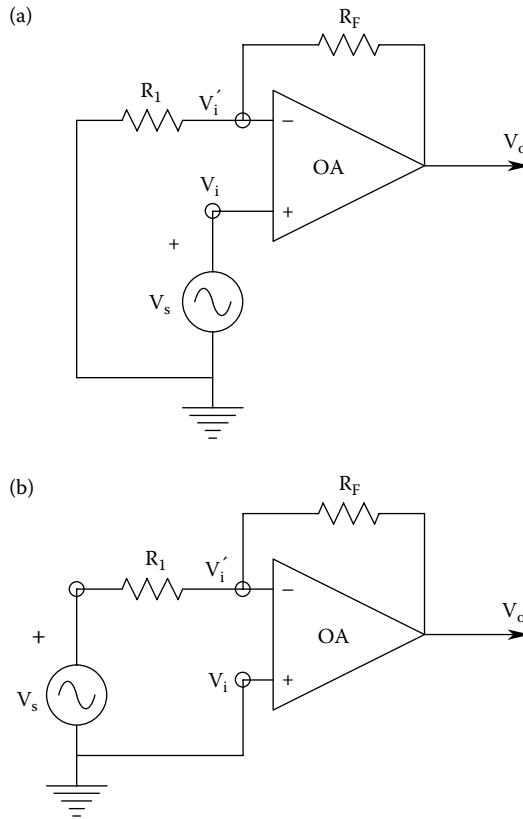 (a)
R_F
R_1
V_i´
−
OA
V_o
V_i
+
+
V_s
(b)
R_F
R_1
V_i´
−
+
OA
V_o
V_i
+
V_s